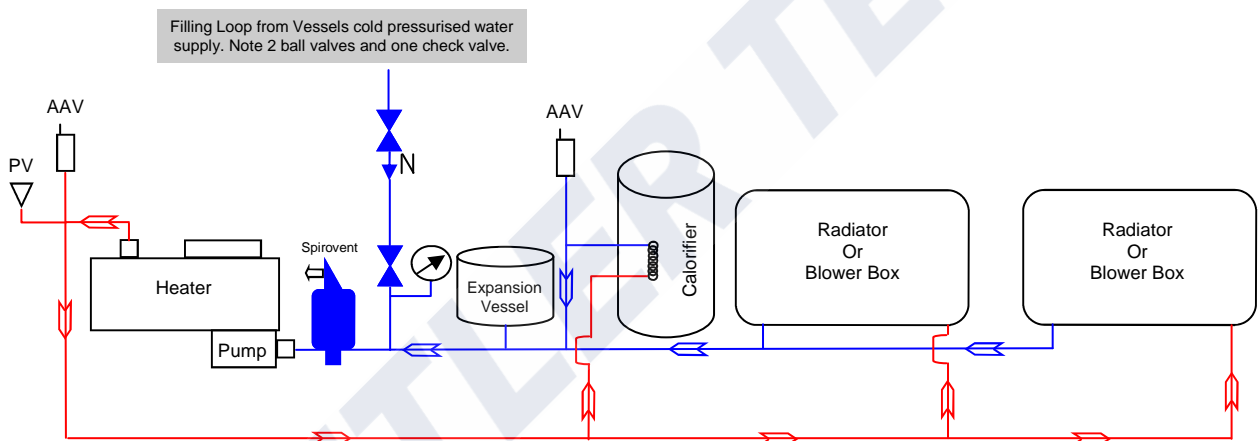 Filling Loop from Vessels cold pressurised water
supply. Note 2 ball valves and one check valve.
AAV
AAV
PV
N
Spirovent
Heater
Pump
Expansion
Vessel
Calorifier
Radiator
Or
Blower Box
Radiator
Or
Blower Box